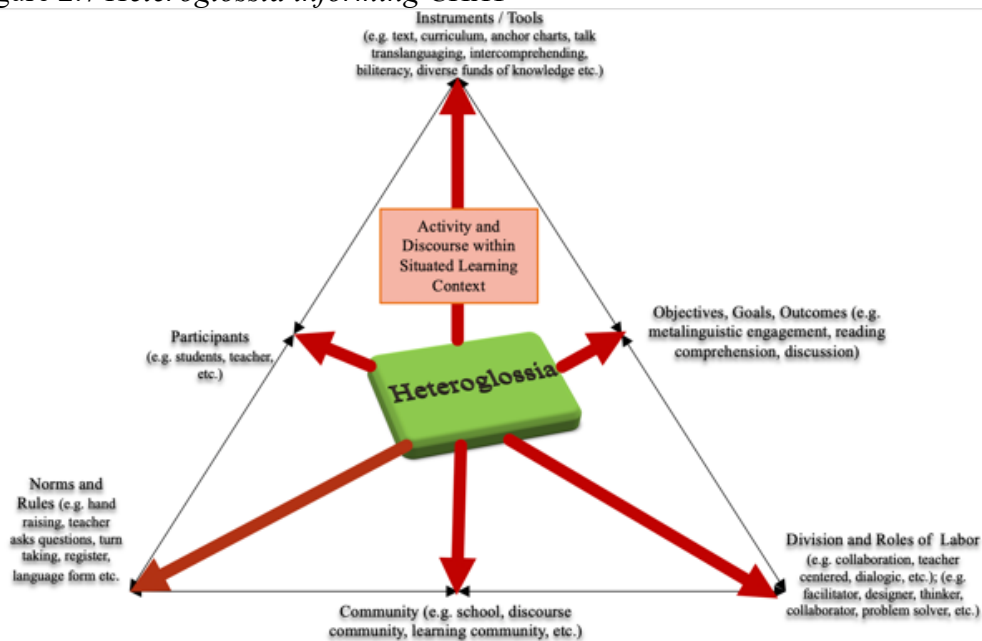 Heteroglossia informing
Instruments / Tools
(e.g. text, curriculum, anchor charts, talk
translanguaging, intercomprehending,
biliteracy, diverse funds of knowledge etc.)
Activity and
Discourse within
Situated Learning
Context
Participants
(e.g. students, teacher,
etc.)
Objectives, Goals, Outcomes (e.g.
metalinguistic engagement, reading
comprehension, discussion)
Heteroglossia
Norms and
Rules (e.g. hand
raising, teacher
asks questions, turn
taking, register,
language form etc.
Division and Roles of Labor
(e.g. collaboration, teacher
centered, dialogic, etc.); (e.g.
facilitator, designer, thinker,
collaborator, problem solver, etc.)
Community (e.g. school, discourse
community, learning community, etc.)